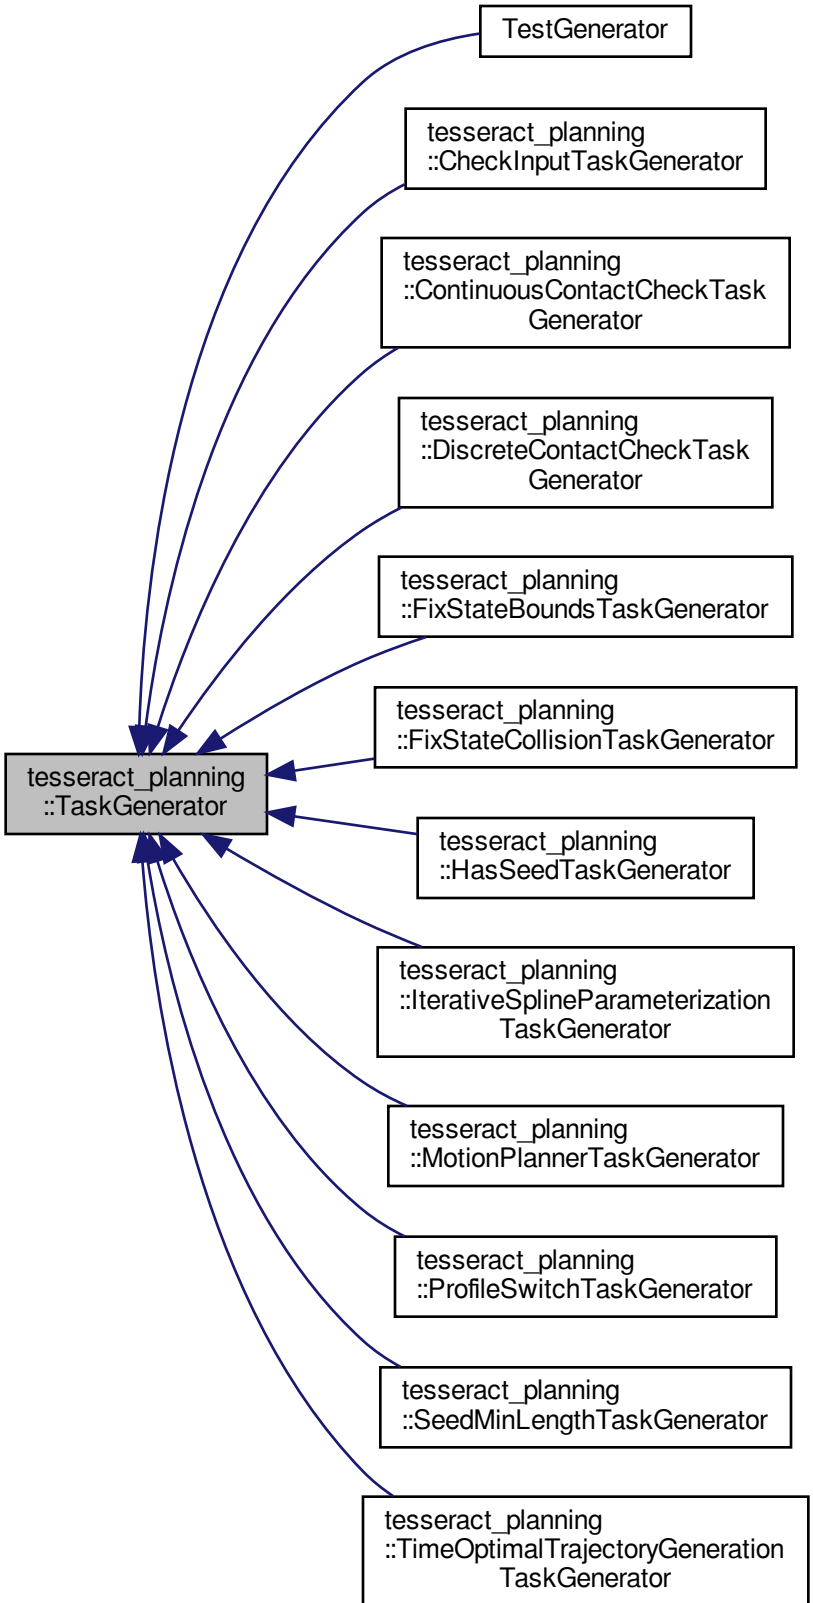 TestGenerator
tesseract_planning
::CheckInputTaskGenerator
tesseract_planning
::ContinuousContactCheckTask
Generator
tesseract_planning
::DiscreteContactCheckTask
Generator
tesseract_planning
::FixStateBoundsTaskGenerator
tesseract_planning
::FixStateCollisionTaskGenerator
tesseract_planning
::TaskGenerator
tesseract_planning
::HasSeedTaskGenerator
tesseract_planning
::IterativeSplineParameterization
TaskGenerator
tesseract_planning
::MotionPlannerTaskGenerator
tesseract_planning
::ProfileSwitchTaskGenerator
tesseract_planning
::SeedMinLengthTaskGenerator
tesseract_planning
::TimeOptimalTrajectoryGeneration
TaskGenerator